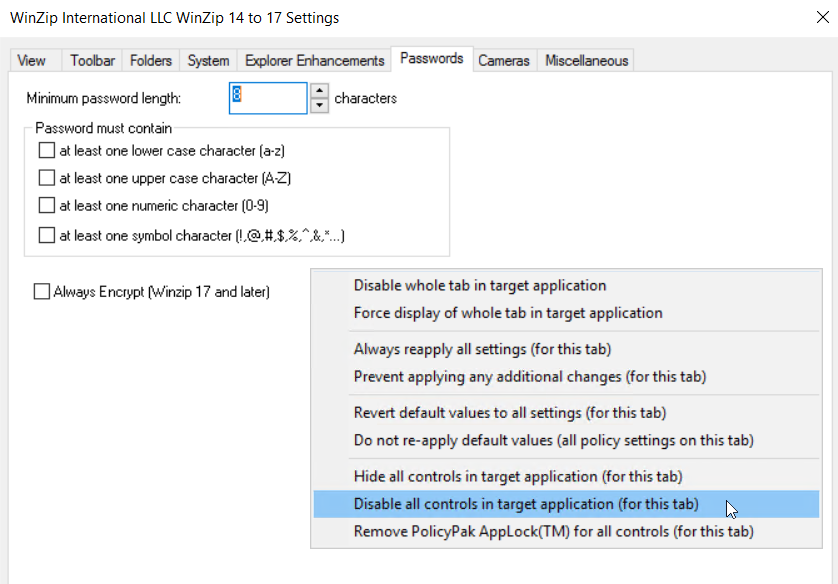 WinZip International LLC WinZip 14 to 17 Settings
View Toolbar Folders System Explorer Enhancements Passwords Cameras Miscellaneous
Minimum password length: 8 characters
Password must contain
at least one lower case character (a-z)
at least one upper case character (A-Z)
at least one numeric character (0-9)
at least one symbol character (!,@,#,$,%,^,&,*...)
Always Encrypt (Winzip 17 and later)
Disable whole tab in target application
Force display of whole tab in target application
Always reapply all settings (for this tab)
Prevent applying any additional changes (for this tab)
Revert default values to all settings (for this tab)
Do not re-apply default values (all policy settings on this tab)
Hide all controls in target application (for this tab)
Disable all controls in target application (for this tab)
Remove PolicyPak AppLock(TM) for all controls (for this tab)